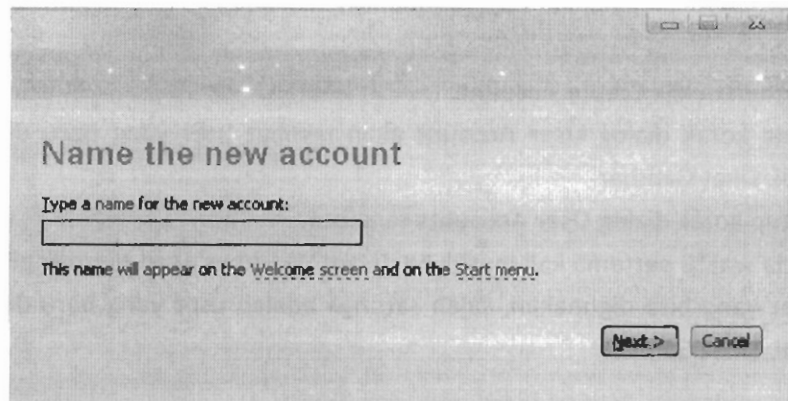 Name the new account
Type a name for the new account:
This name will appear on the Welcome screen and on the Start menu.
Next > Cancel